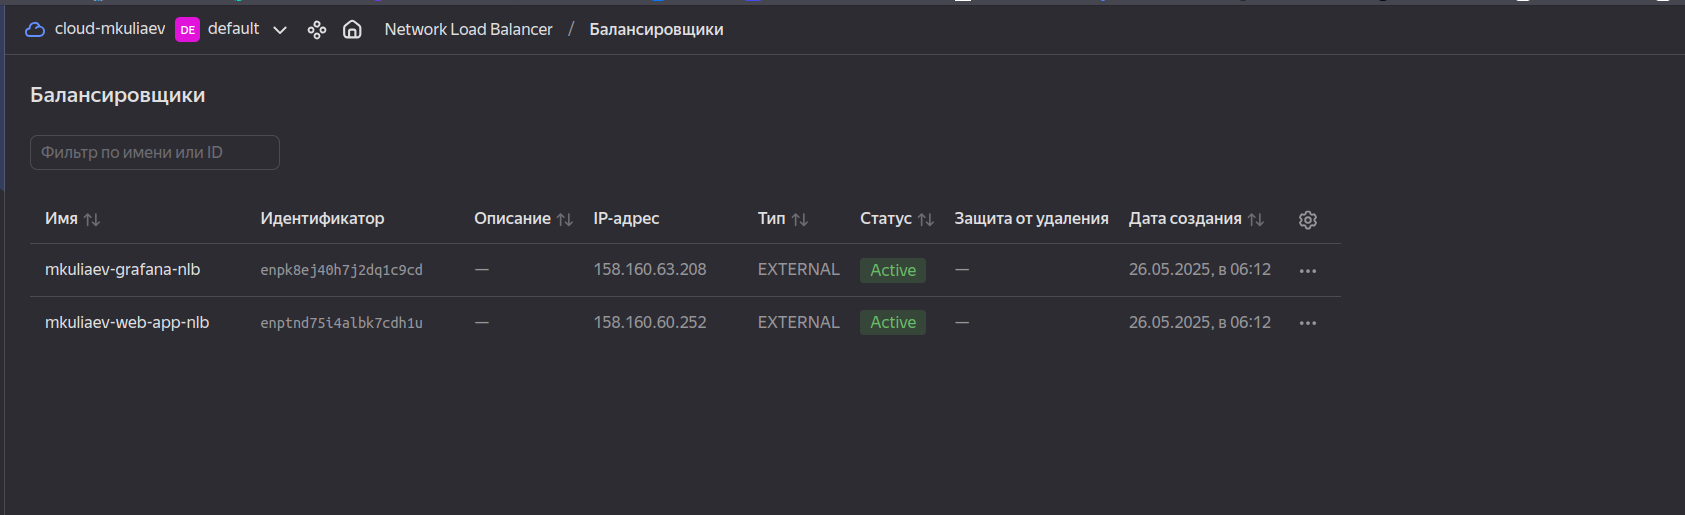 cloud-mkuliaev DE default Network Load Balancer / Балансировщики
Балансировщики
Фильтр по имени или ID
Имя Идентификатор Описание IP-адрес Тип Статус Защита от удаления Дата создания
mkuliaev-grafana-nlb enpk8ej40h7j2dq1c9cd — 158.160.63.208 EXTERNAL Active — 26.05.2025, в 06:12
mkuliaev-web-app-nlb enptnd75i4albk7cdh1u — 158.160.60.252 EXTERNAL Active — 26.05.2025, в 06:12